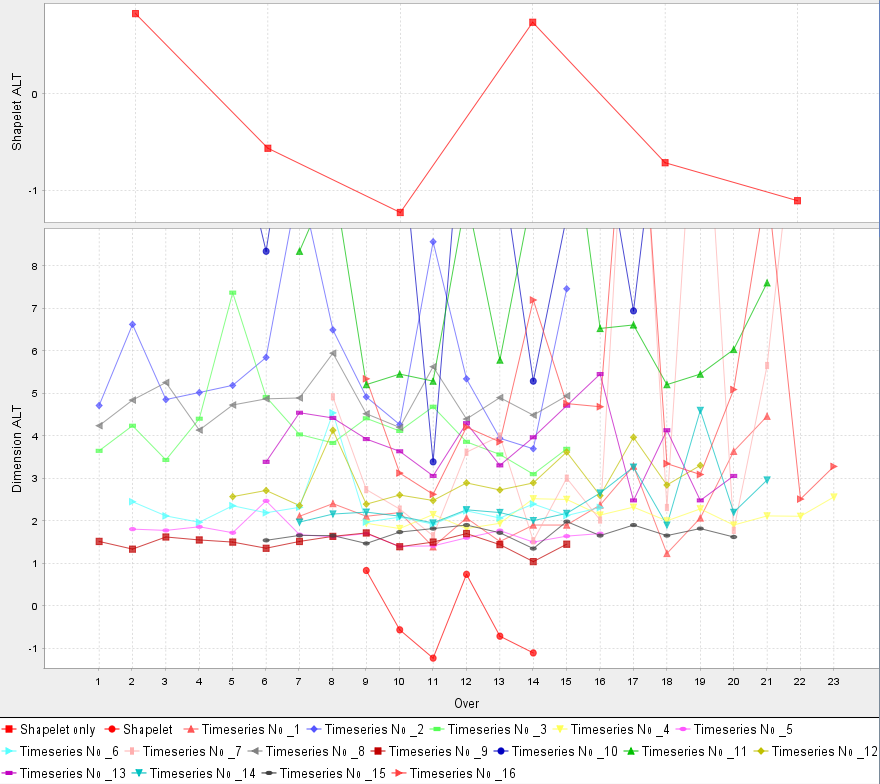 Shapelet ALT
0
-1
Dimension ALT
8
7
6
5
4
3
2
1
0
-1
1 2 3 4 5 6 7 8 9 10 11 12 13 14 15 16 17 18 19 20 21 22 23
Over
Shapelet only Shapelet Timeseries No _1 Timeseries No _2 Timeseries No _3 Timeseries No _4 Timeseries No _5
Timeseries No _6 Timeseries No _7 Timeseries No _8 Timeseries No _9 Timeseries No _10 Timeseries No _11 Timeseries No _12
Timeseries No _13 Timeseries No _14 Timeseries No _15 Timeseries No _16